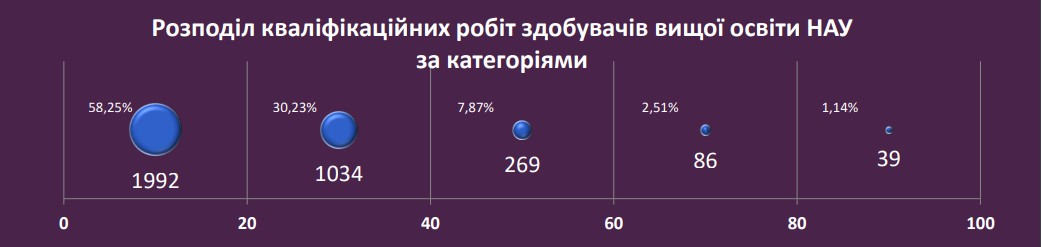 Розподіл кваліфікаційних робіт здобувачів вищої освіти НАУ
за категоріями
58,25% 30,23% 7,87% 2,51% 1,14%
1992 1034 269 86 39
0 20 40 60 80 100